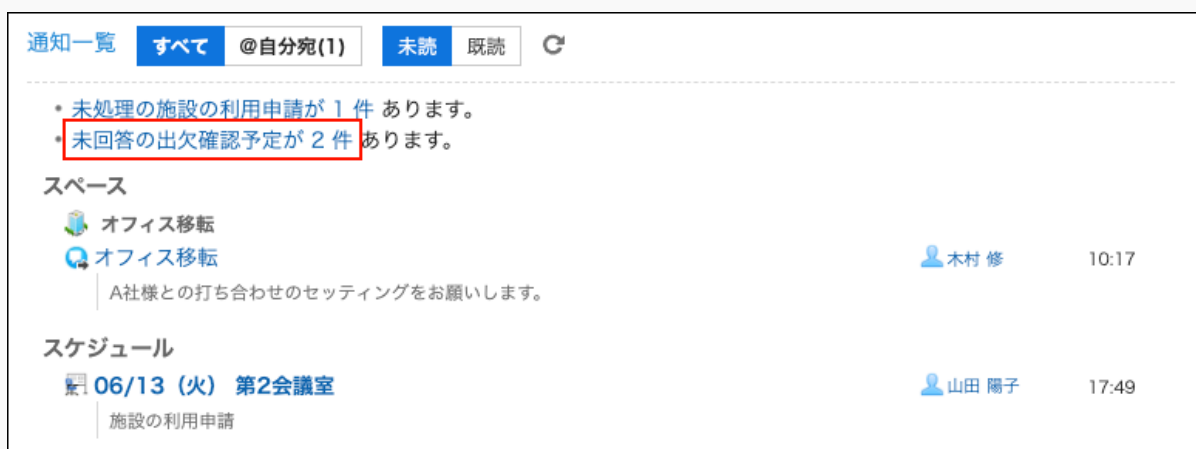 通知一覧 すべて @自分宛(1) 未読 既読
・未処理の施設の利用申請が 1 件 あります。
・未回答の出欠確認予定が 2 件 あります。
スペース
オフィス移転
オフィス移転 木村 修 10:17
A社様との打ち合わせのセッティングをお願いします。
スケジュール
06/13（火） 第2会議室 山田 陽子 17:49
施設の利用申請